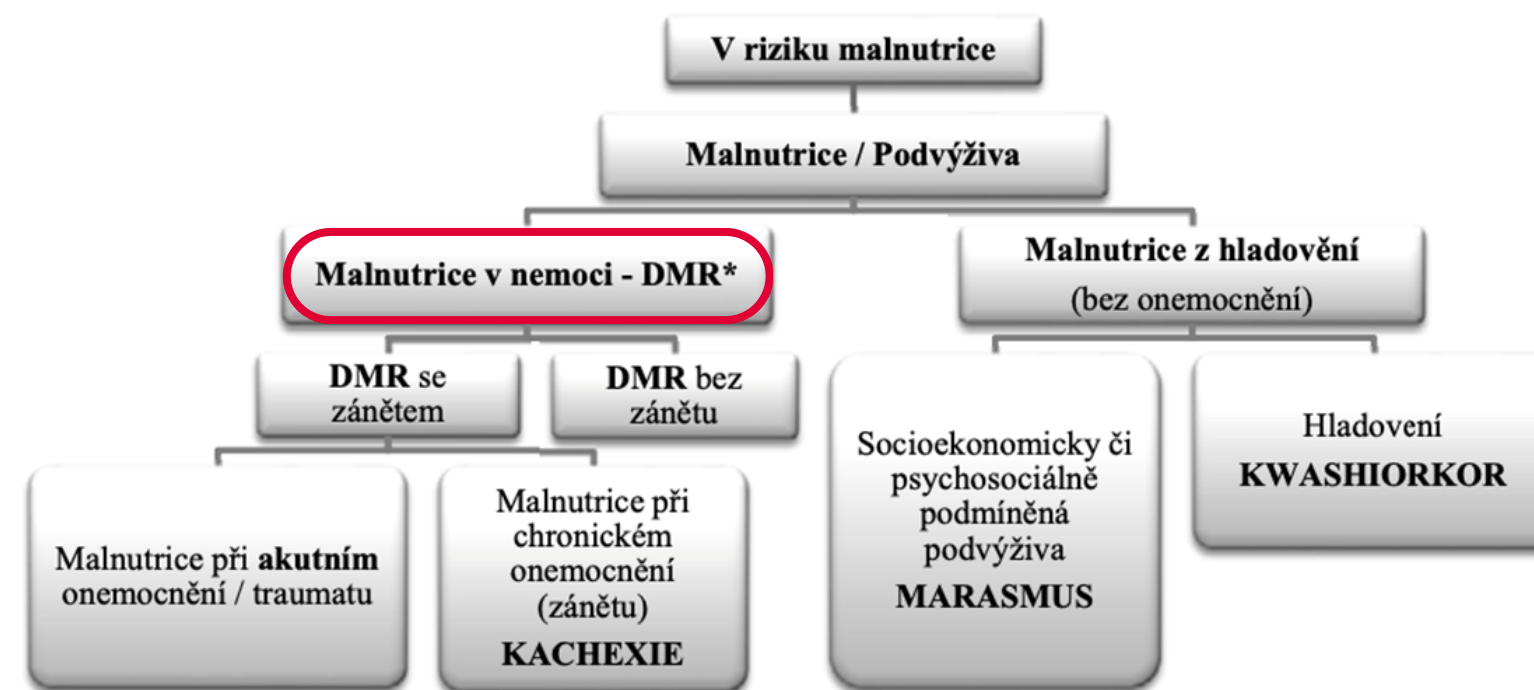 V riziku malnutrice
Malnutrice / Podvýživa
Malnutrice v nemoci - DMR*
Malnutrice z hladovění
(bez onemocnění)
DMR se
zánětem
DMR bez
zánětu
Malnutrice při akutním
onemocnění / traumatu
Malnutrice při
chronickém
onemocnění
(zánětu)
KACHEXIE
Socioekonomicky či
psychosociálně
podmíněná
podvýživa
MARASMUS
Hladovení
KWASHIORKOR